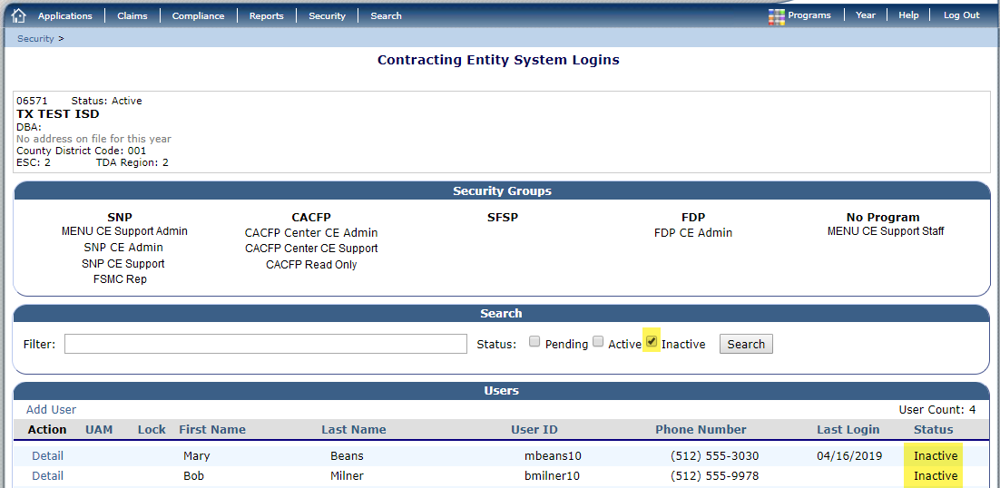 Applications Claims Compliance Reports Security Search Programs Year Help Log Out
Security >
Contracting Entity System Logins
06571 Status: Active
TX TEST ISD
DBA:
No address on file for this year
County District Code: 001
ESC: 2 TDA Region: 2
Security Groups
SNP CACFP SFSP FDP No Program
MENU CE Support Admin CACFP Center CE Admin FDP CE Admin MENU CE Support Staff
SNP CE Admin CACFP Center CE Support
SNP CE Support CACFP Read Only
FSMC Rep
Search
Filter: Status: Pending Active Inactive Search
Users
Add User User Count: 4
Action UAM Lock First Name Last Name User ID Phone Number Last Login Status
Detail Mary Beans mbeans10 (512) 555-3030 04/16/2019 Inactive
Detail Bob Milner bmilner10 (512) 555-9978 Inactive